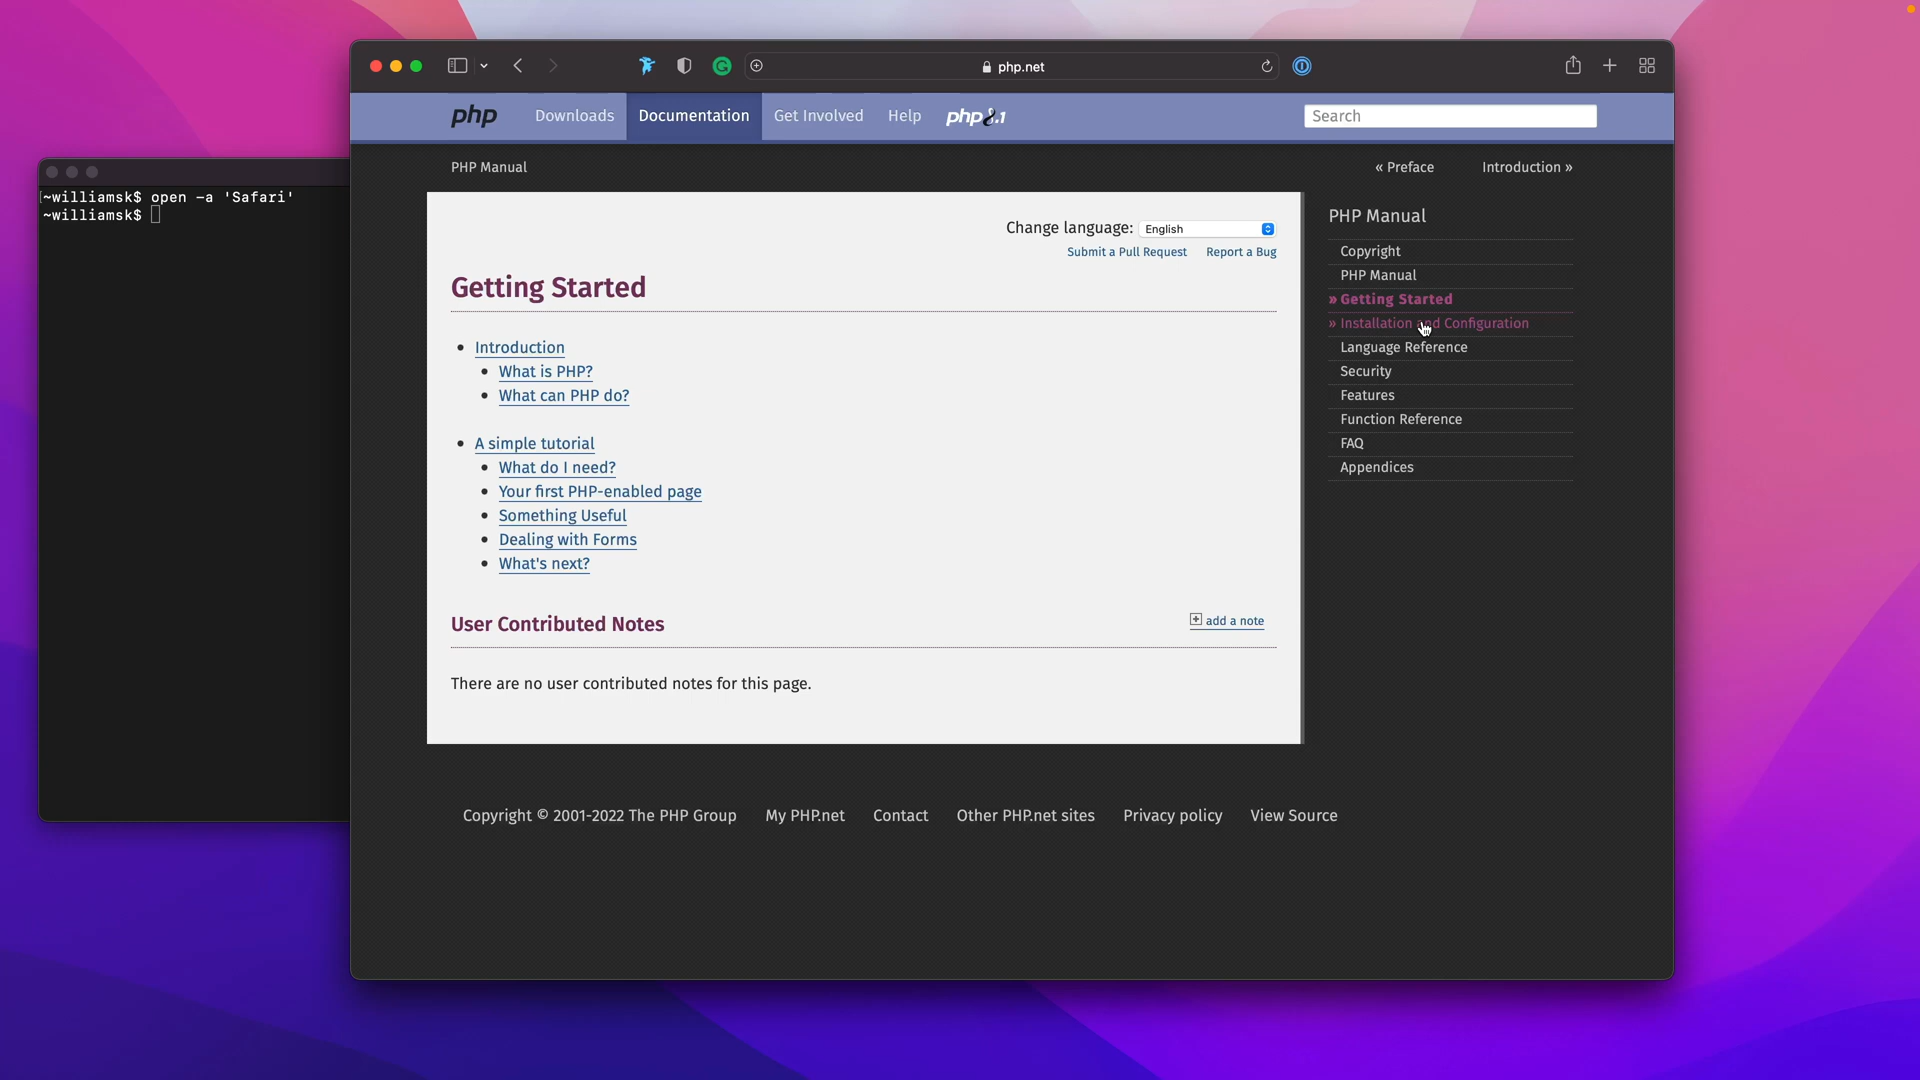 php.net
php
Downloads
Documentation
Get Involved
Help
php8.1
Search
PHP Manual
« Preface
Introduction »
[~williamsk$ open -a 'Safari'
~williamsk$
Change language: English
Submit a Pull Request
Report a Bug
Getting Started
Introduction
What is PHP?
What can PHP do?
A simple tutorial
What do I need?
Your first PHP-enabled page
Something Useful
Dealing with Forms
What's next?
User Contributed Notes
add a note
There are no user contributed notes for this page.
PHP Manual
Copyright
PHP Manual
» Getting Started
» Installation and Configuration
Language Reference
Security
Features
Function Reference
FAQ
Appendices
Copyright © 2001-2022 The PHP Group
My PHP.net
Contact
Other PHP.net sites
Privacy policy
View Source